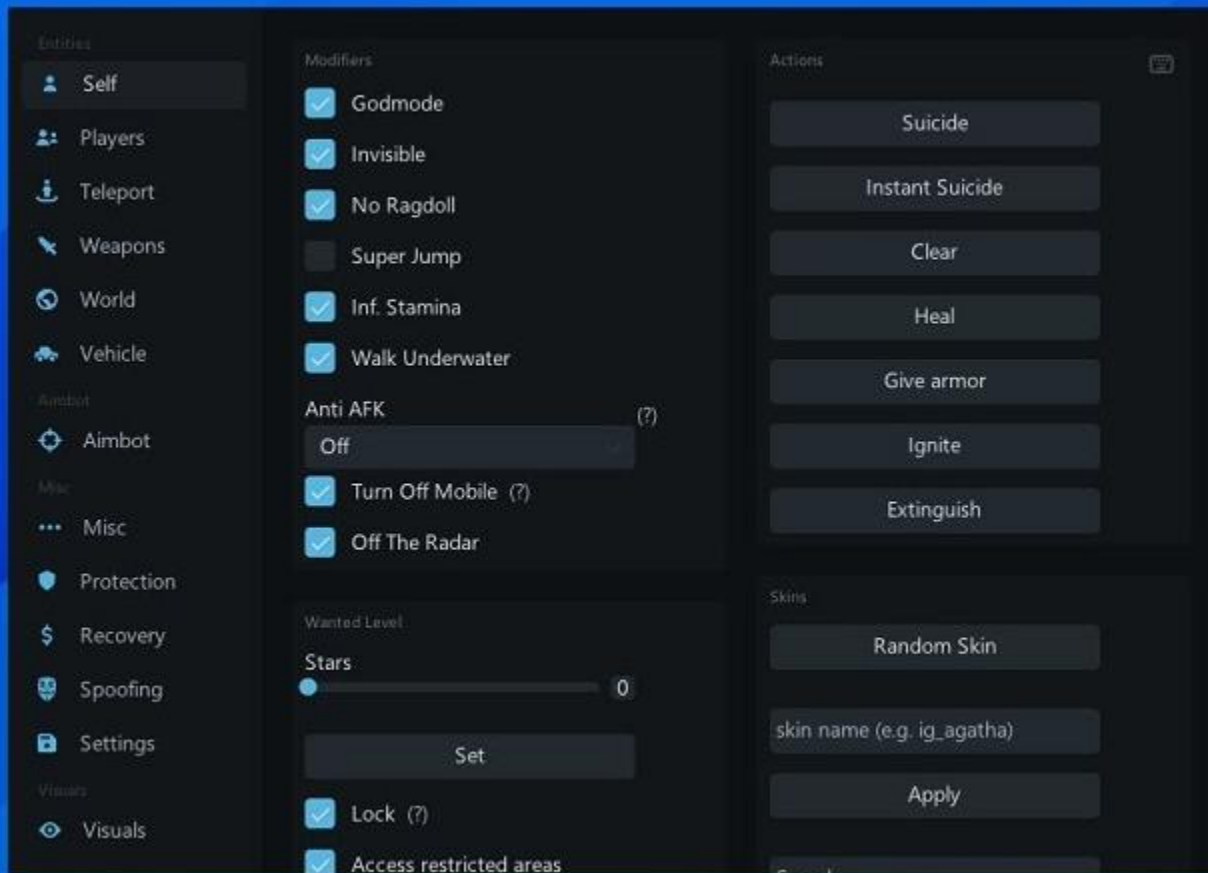 Entities
Self
Players
Teleport
Weapons
World
Vehicle
Aimbot
Aimbot
Misc
Misc
Protection
Recovery
Spoofing
Settings
Visuals
Visuals
Modifiers
Godmode
Invisible
No Ragdoll
Super Jump
Inf. Stamina
Walk Underwater
Anti AFK (?)
Off
Turn Off Mobile (?)
Off The Radar
Wanted Level
Stars
0
Set
Lock (?)
Access restricted areas
Actions
Suicide
Instant Suicide
Clear
Heal
Give armor
Ignite
Extinguish
Skins
Random Skin
skin name (e.g. ig_agatha)
Apply